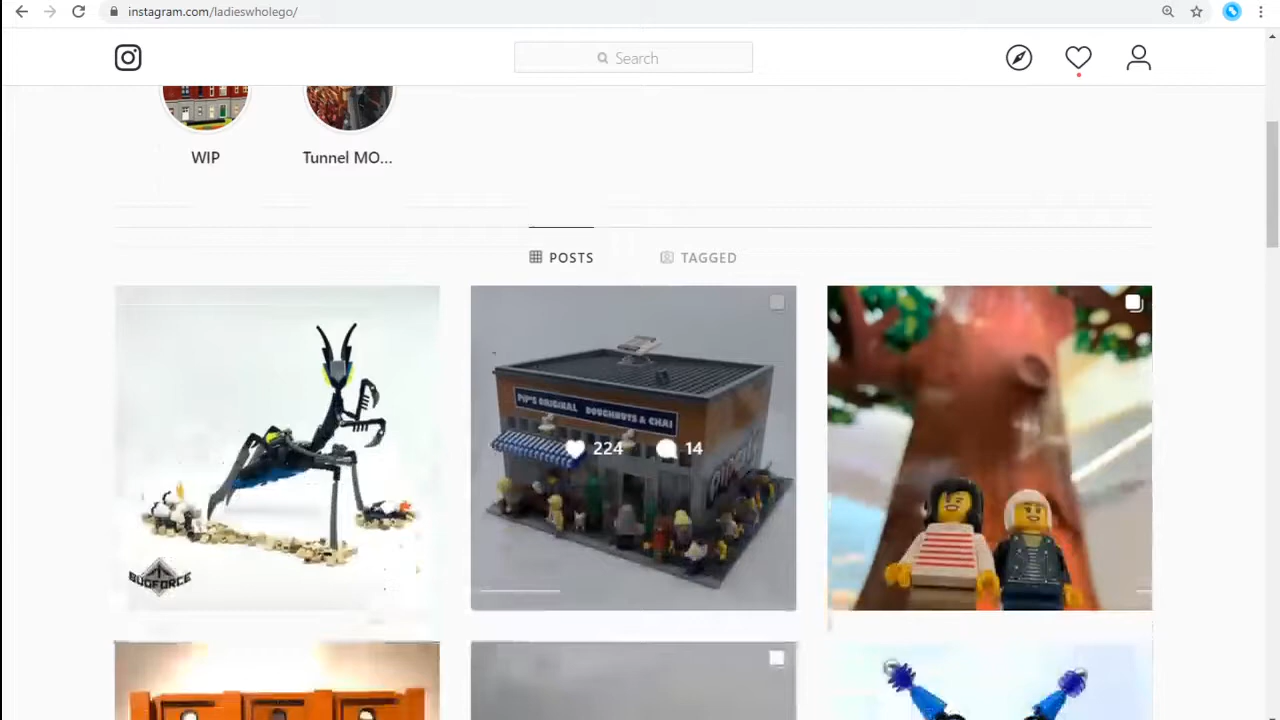 instagram.com/ladieswholego/
Search
WIP
Tunnel MO...
POSTS
TAGGED
PIP'S ORIGINAL DOUGHNUTS & CHAI
224
14
BUGFORCE